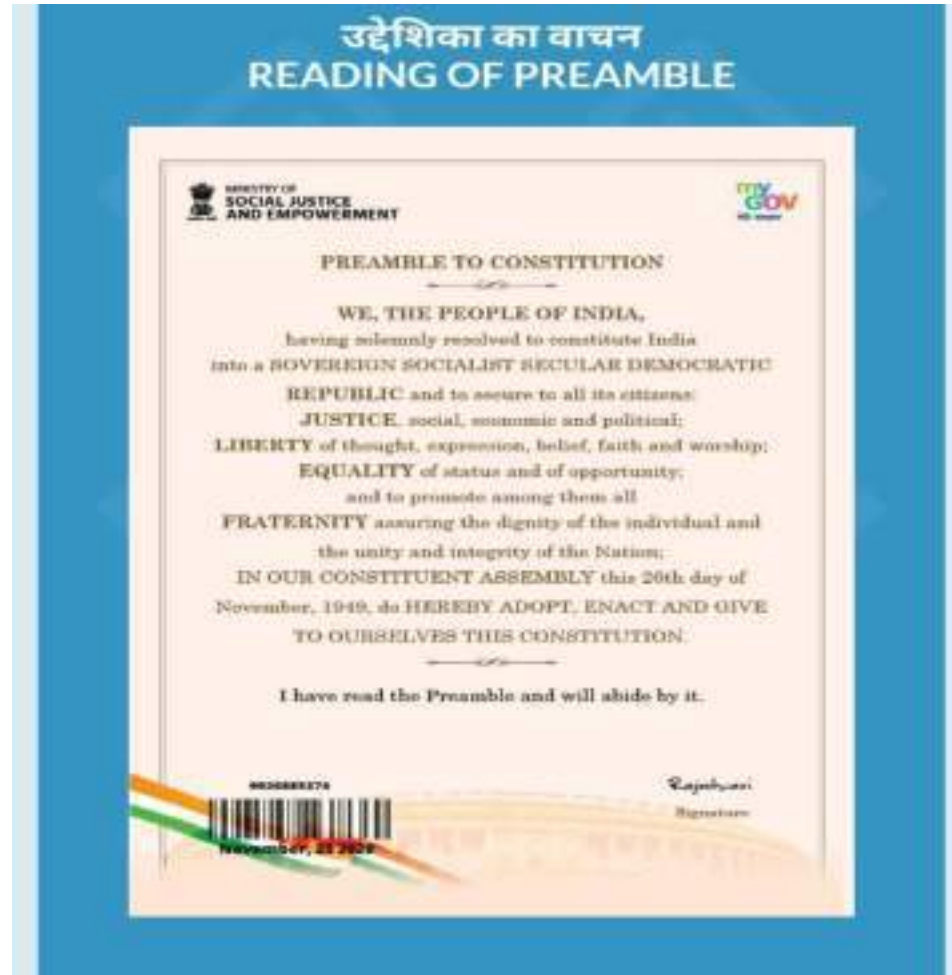 उद्देशिका का वाचन
READING OF PREAMBLE
MINISTRY OF
SOCIAL JUSTICE
AND EMPOWERMENT
my
GOV
PREAMBLE TO CONSTITUTION
WE, THE PEOPLE OF INDIA,
having solemnly resolved to constitute India
into a SOVEREIGN SOCIALIST SECULAR DEMOCRATIC
REPUBLIC and to secure to all its citizens:
JUSTICE, social, economic and political;
LIBERTY of thought, expression, belief, faith and worship;
EQUALITY of status and of opportunity;
and to promote among them all
FRATERNITY assuring the dignity of the individual and
the unity and integrity of the Nation;
IN OUR CONSTITUENT ASSEMBLY this 26th day of
November, 1949, do HEREBY ADOPT, ENACT AND GIVE
TO OURSELVES THIS CONSTITUTION.
I have read the Preamble and will abide by it.
Signature
November,